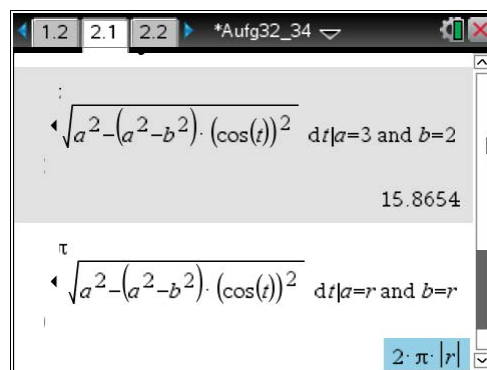 1.2 2.1 2.2 *Aufg32_34
√a²-(a²-b²)·(cos(t))² dt|a=3 and b=2
15.8654
π
√a²-(a²-b²)·(cos(t))² dt|a=r and b=r
2·π·|r|